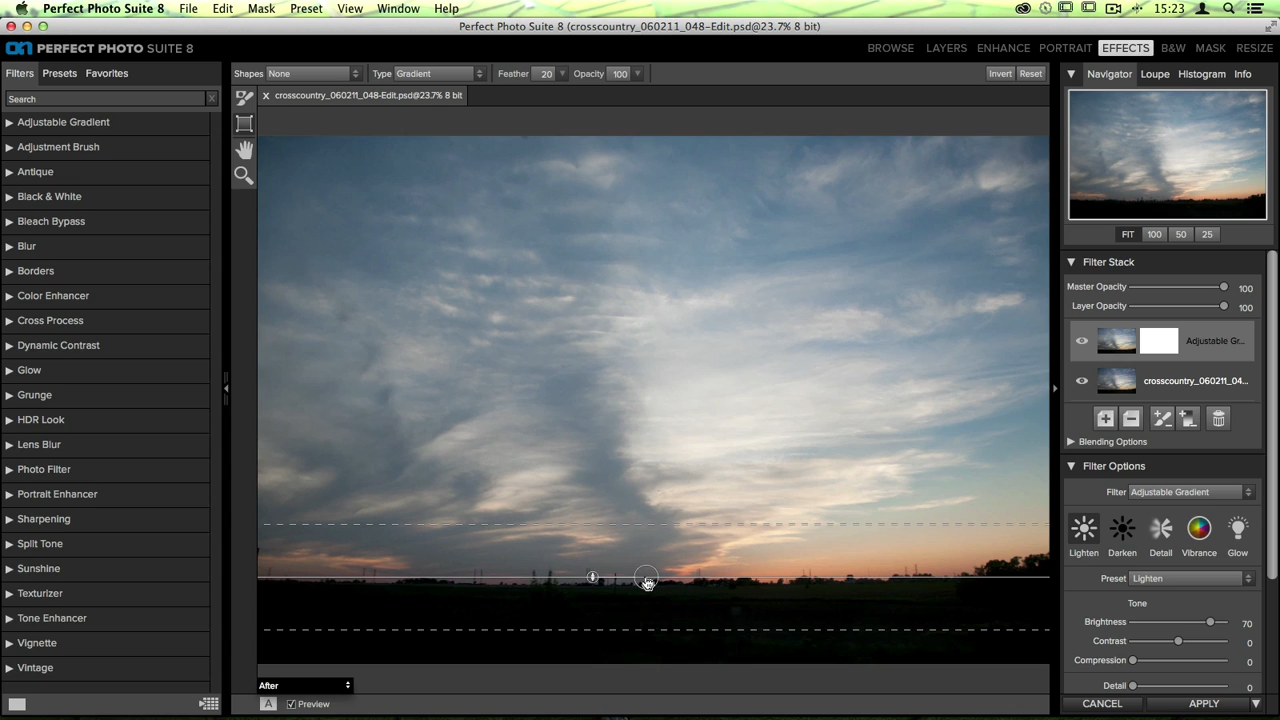 Perfect Photo Suite 8 File Edit Mask Preset View Window Help 15:23
Perfect Photo Suite 8 (crosscountry_060211_048-Edit.psd@23.7% 8 bit)
on PERFECT PHOTO SUITE 8 BROWSE LAYERS ENHANCE PORTRAIT EFFECTS B&W MASK RESIZE
Filters Presets Favorites
Shapes None Type Gradient Feather 20 Opacity 100 Invert Reset
Navigator Loupe Histogram Info
Search X
x crosscountry_060211_048-Edit.psd@23.7% 8 bit
Adjustable Gradient
Adjustment Brush
Antique
Black & White
Bleach Bypass
Blur
Borders
Color Enhancer
Cross Process
Dynamic Contrast
Glow
Grunge
HDR Look
Lens Blur
Photo Filter
Portrait Enhancer
Sharpening
Split Tone
Sunshine
Texturizer
Tone Enhancer
Vignette
Vintage
After
A Preview
FIT 100 50 25
Filter Stack
Master Opacity 100
Layer Opacity 100
Adjustable Gr...
crosscountry_060211_04...
Blending Options
Filter Options
Filter Adjustable Gradient
Lighten Darken Detail Vibrance Glow
Preset Lighten
Tone
Brightness 70
Contrast 0
Compression 0
Detail 0
CANCEL APPLY